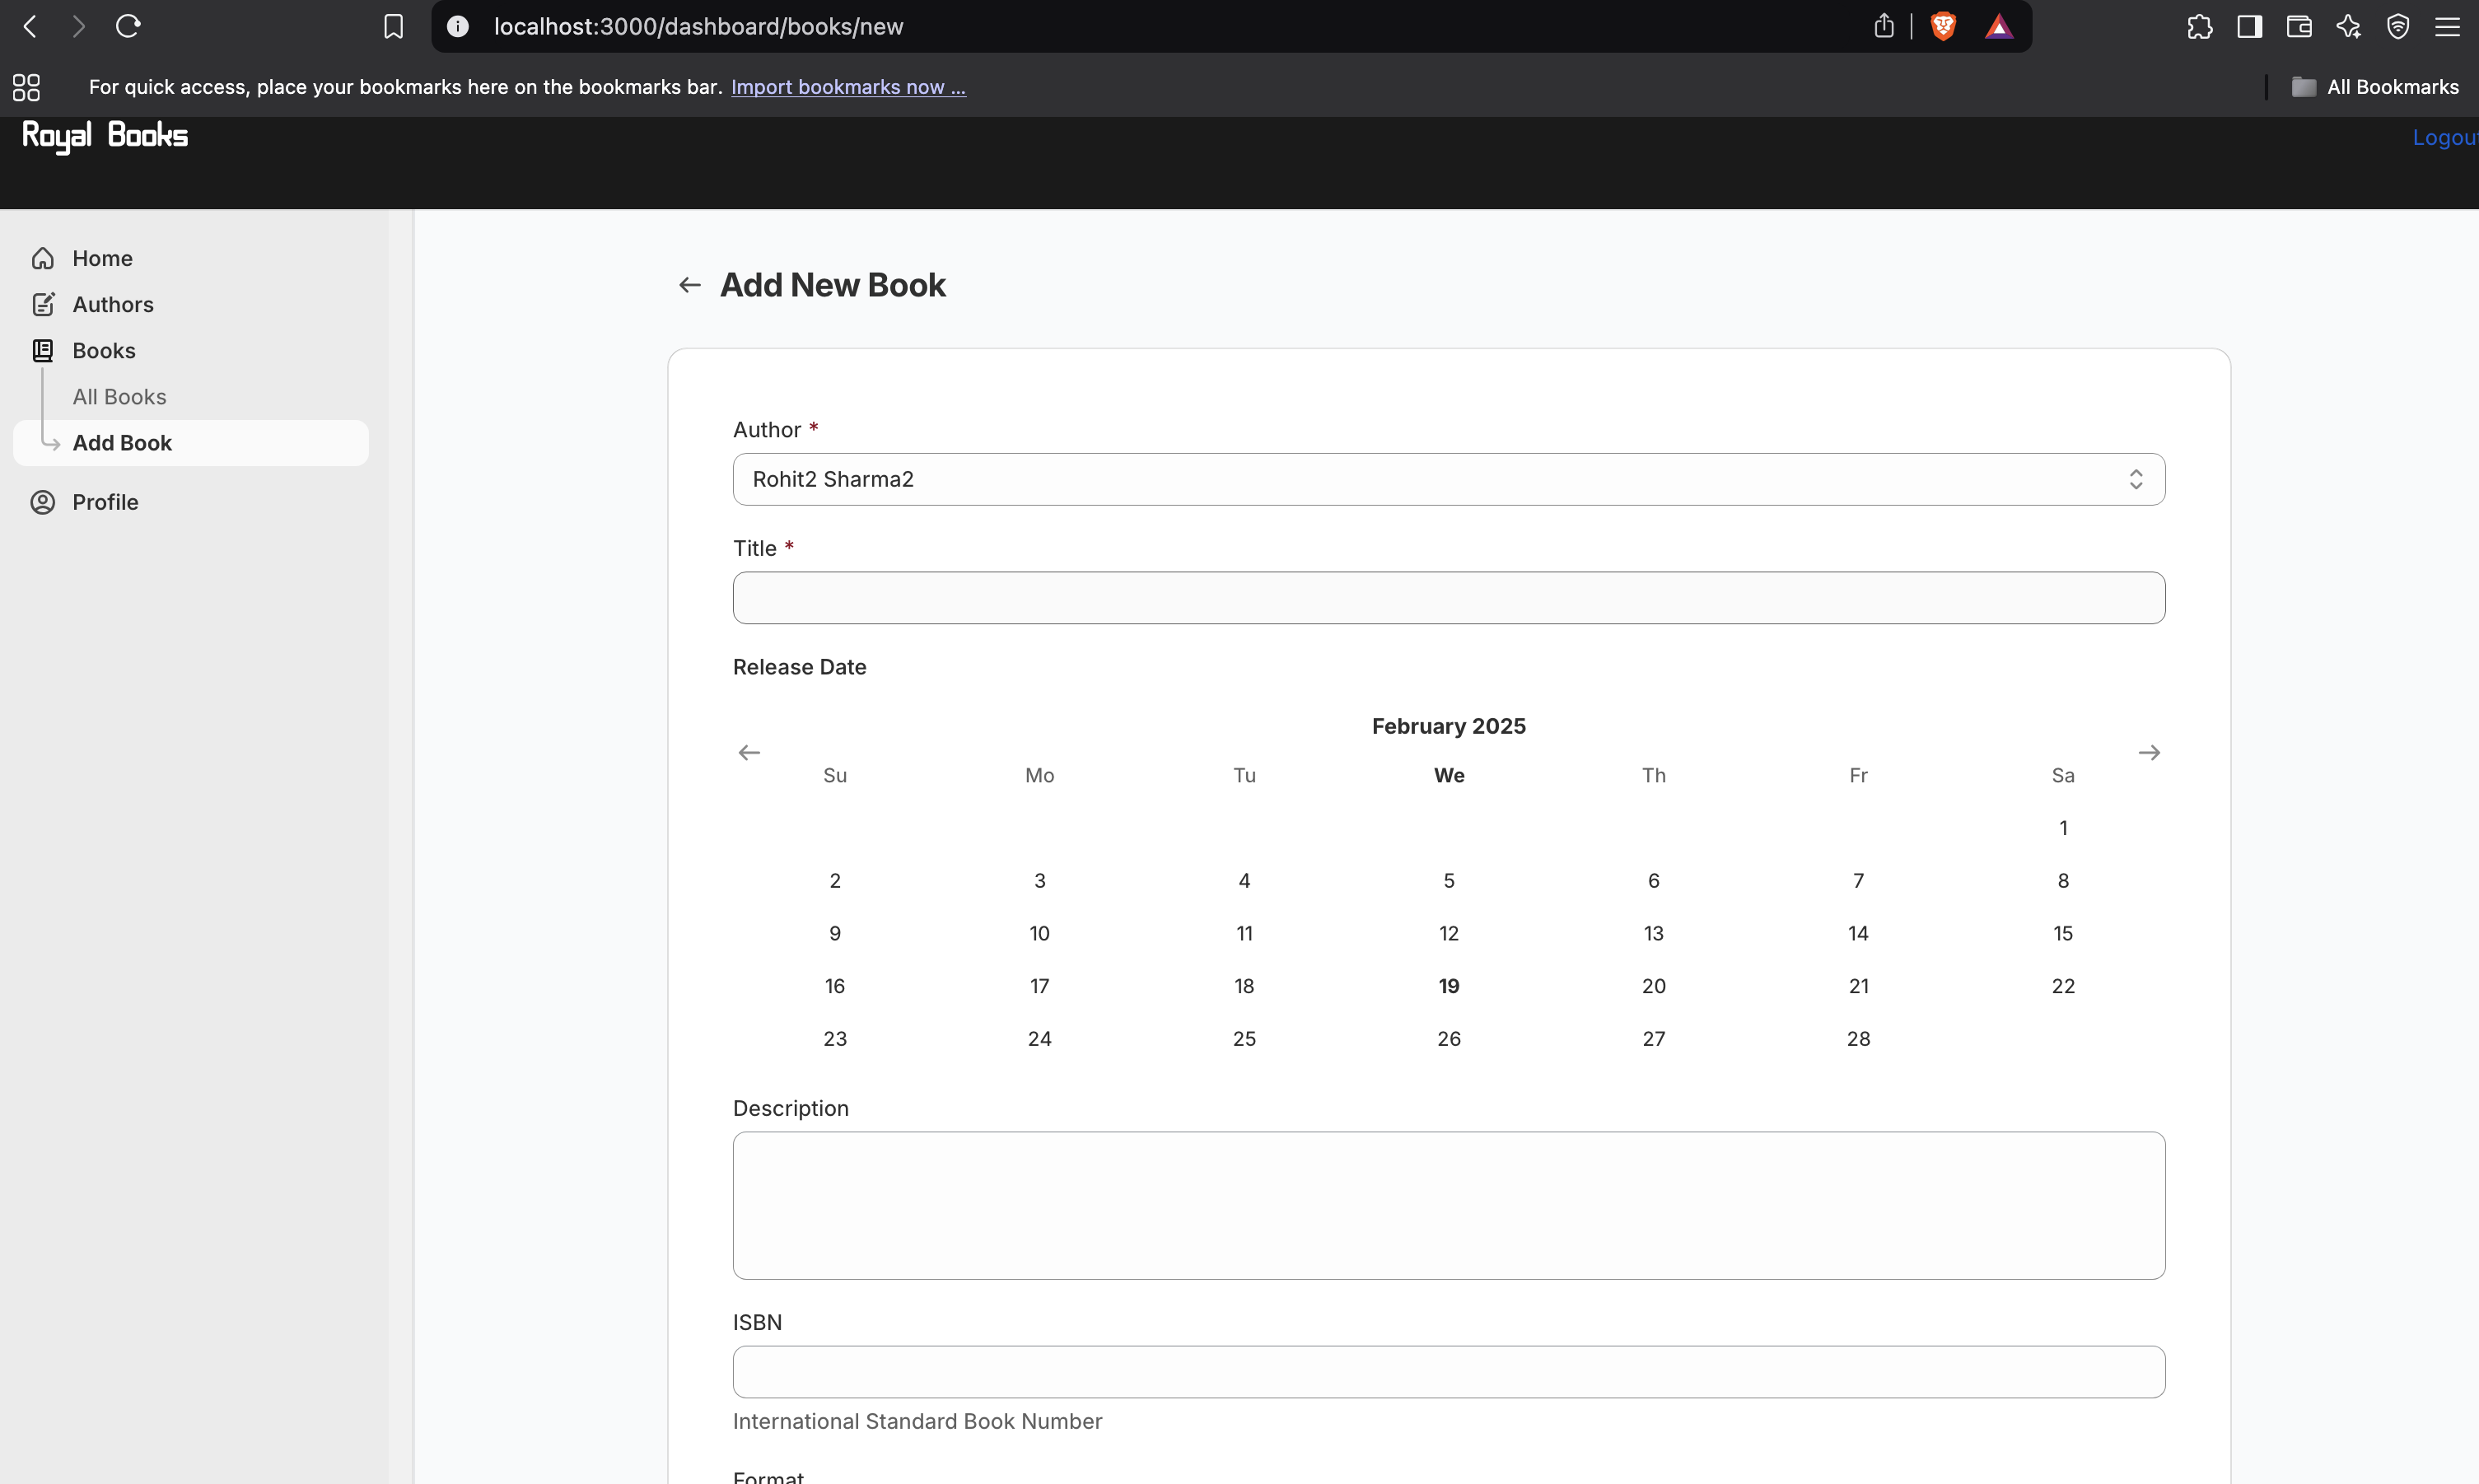 localhost:3000/dashboard/books/new
For quick access, place your bookmarks here on the bookmarks bar. Import bookmarks now ...
All Bookmarks
Royal Books
Logout
Home
Authors
Books
All Books
Add Book
Profile
Add New Book
Author *
Rohit2 Sharma2
Title *
Release Date
February 2025
Su Mo Tu We Th Fr Sa
1
2 3 4 5 6 7 8
9 10 11 12 13 14 15
16 17 18 19 20 21 22
23 24 25 26 27 28
Description
ISBN
International Standard Book Number
Format